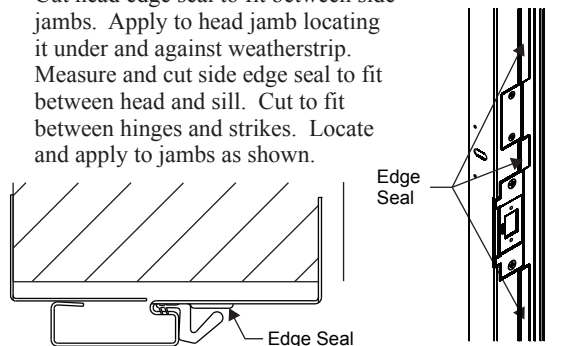 Cut head edge seal to fit between side
jambs. Apply to head jamb locating
it under and against weatherstrip.
Measure and cut side edge seal to fit
between head and sill. Cut to fit
between hinges and strikes. Locate
and apply to jambs as shown.
Edge
Seal
Edge Seal